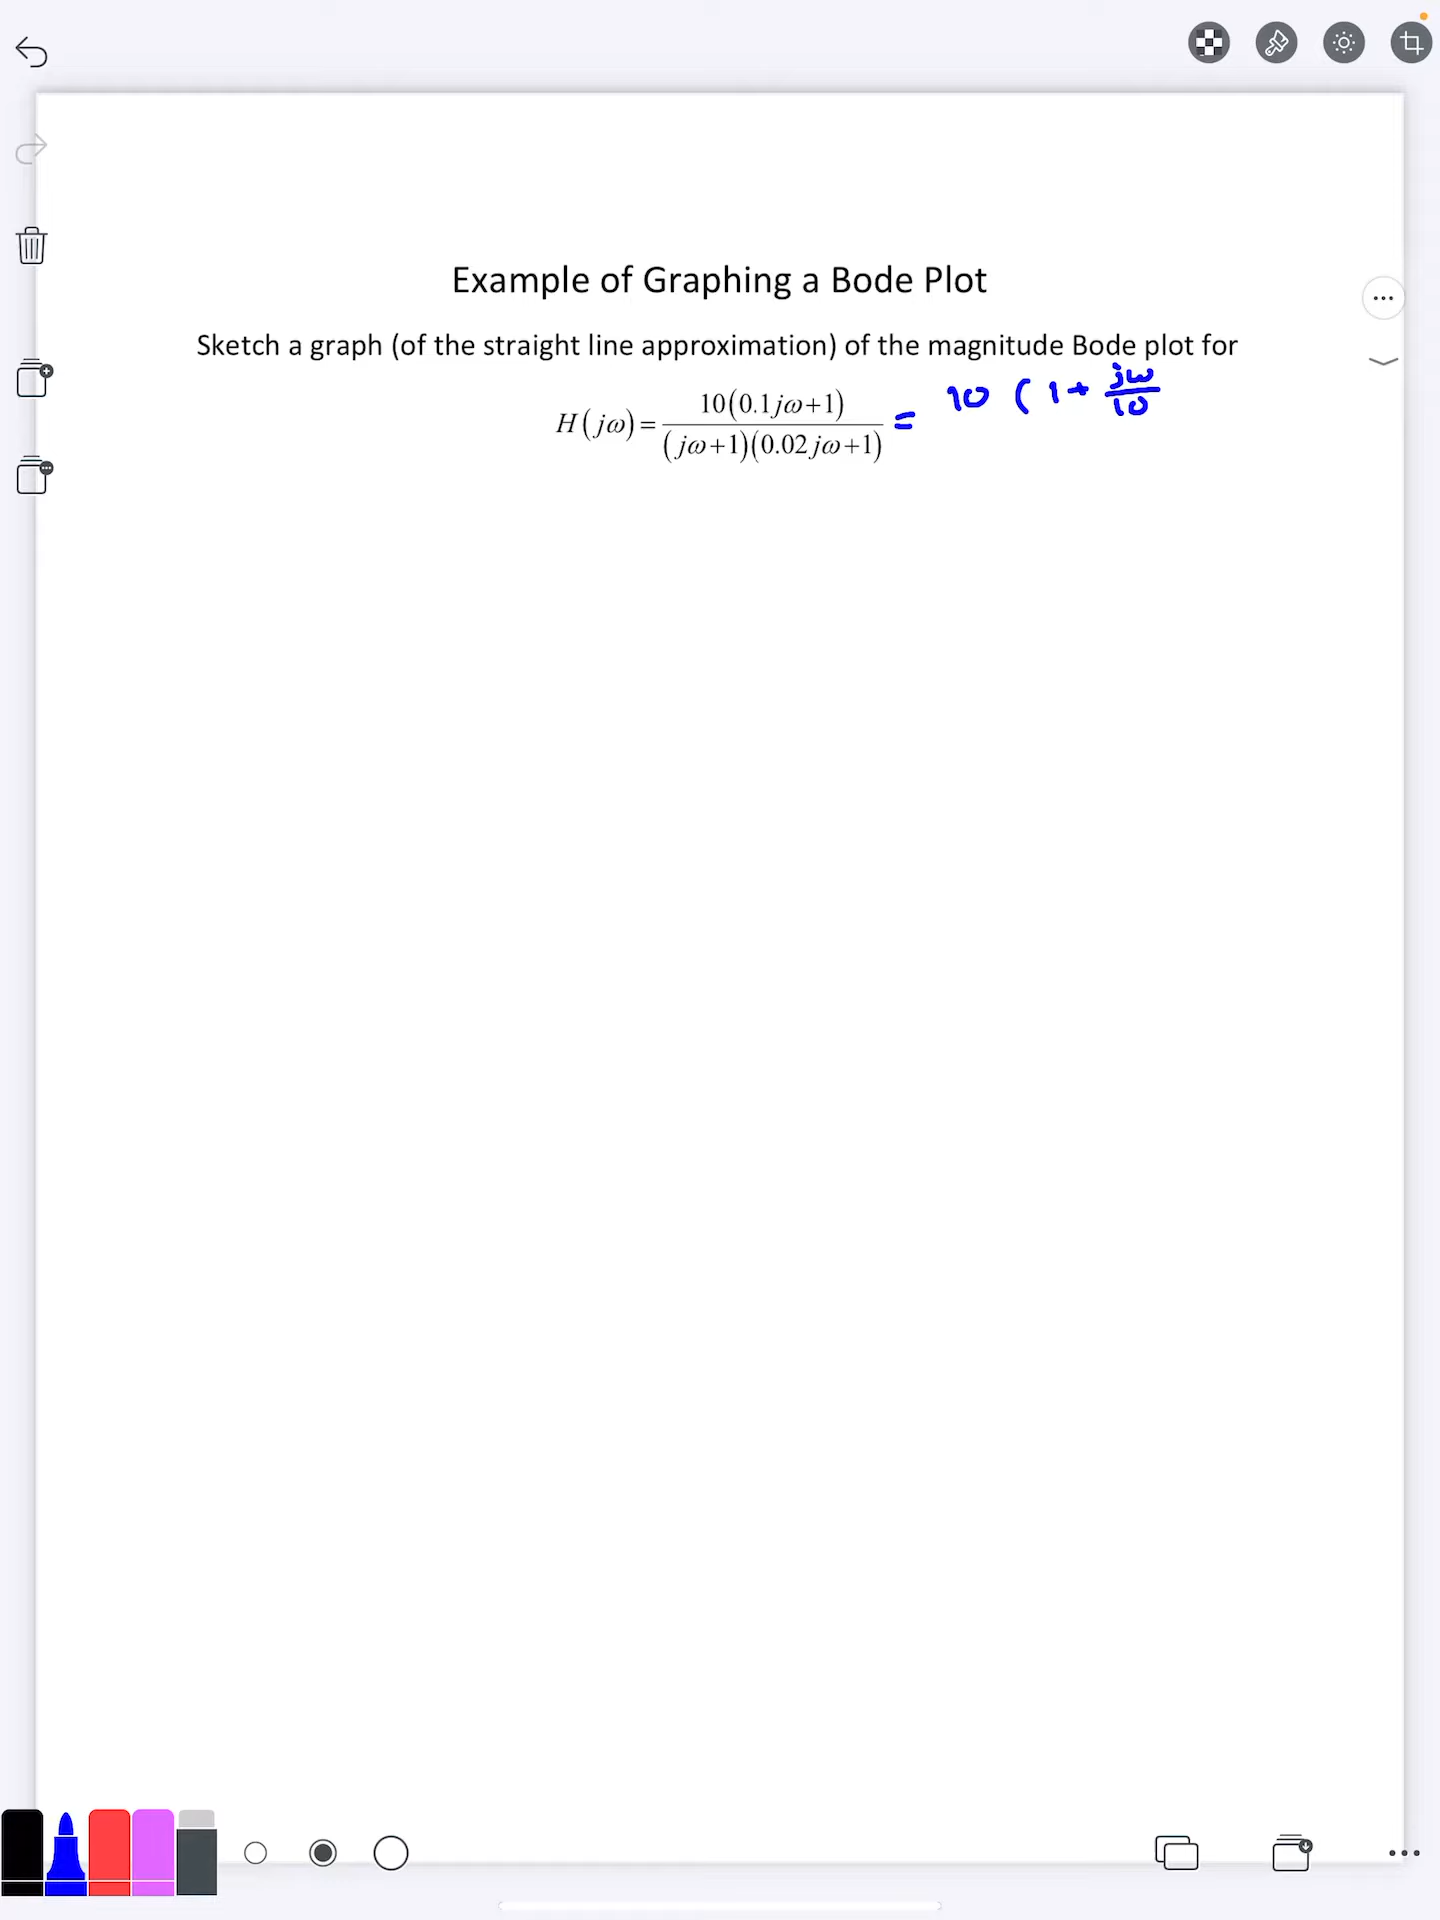 Example of Graphing a Bode Plot
Sketch a graph (of the straight line approximation) of the magnitude Bode plot for
H(jω) = 10(0.1jω+1) / (jω+1)(0.02jω+1) = 10 (1 + jω/10